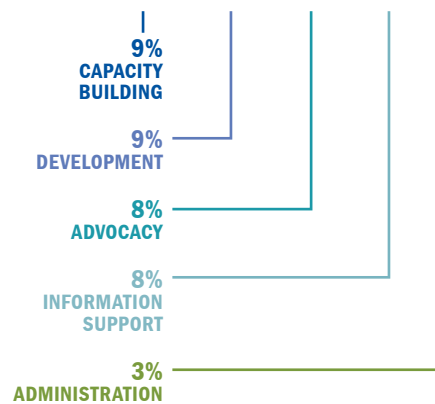 9%
CAPACITY
BUILDING
9%
DEVELOPMENT
8%
ADVOCACY
8%
INFORMATION
SUPPORT
3%
ADMINISTRATION